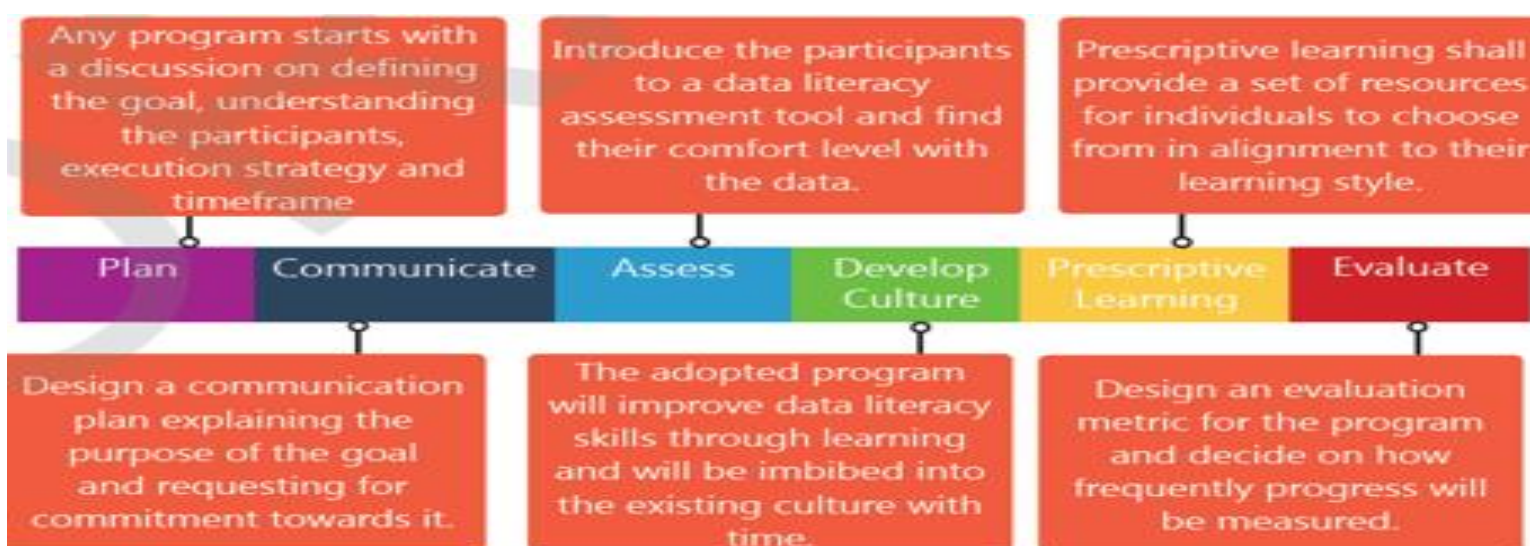 Any program starts with
a discussion on defining
the goal, understanding
the participants,
execution strategy and
timeframe
Introduce the participants
to a data literacy
assessment tool and find
their comfort level with
the data.
Prescriptive learning shall
provide a set of resources
for individuals to choose
from in alignment to their
learning style.
Plan
Communicate
Assess
Develop
Culture
Prescriptive
Learning
Evaluate
Design a communication
plan explaining the
purpose of the goal
and requesting for
commitment towards it.
The adopted program
will improve data literacy
skills through learning
and will be imbibed into
the existing culture with
time.
Design an evaluation
metric for the program
and decide on how
frequently progress will
be measured.